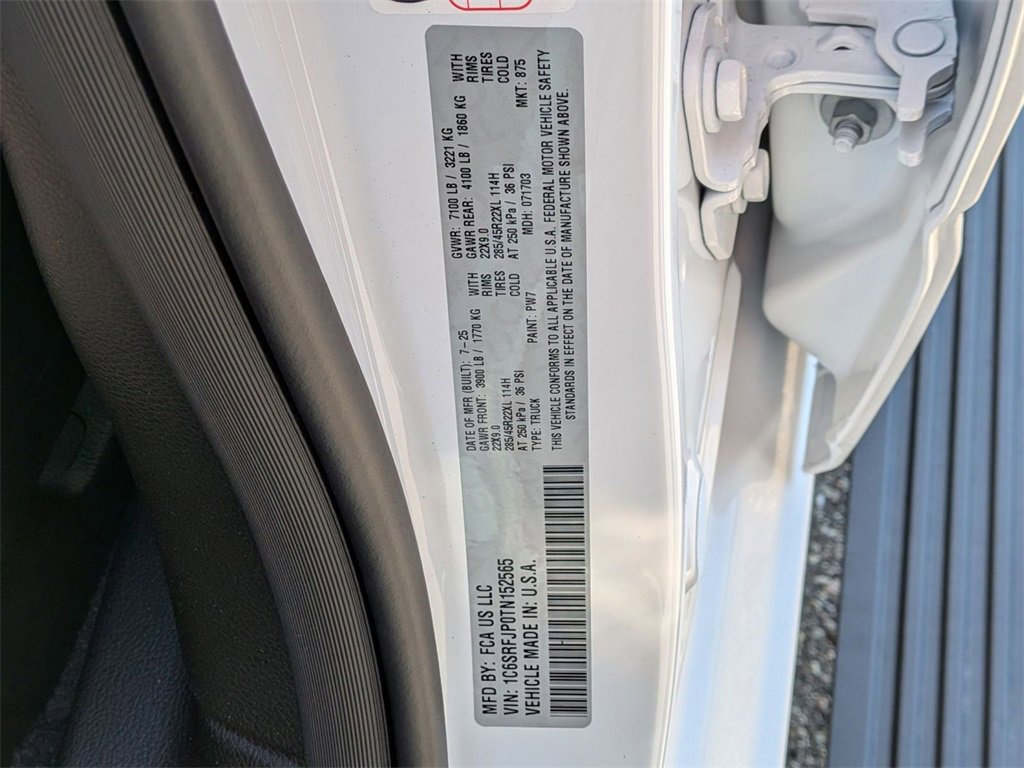 MFD BY: FCA US LLC
VIN: 1C6SRFJP0TN152565
VEHICLE MADE IN: U.S.A.
DATE OF MFR (BUILT): 7-25 GVWR: 7100 LB / 3221 KG
GAWR FRONT: 3900 LB / 1770 KG WITH GAWR REAR: 4100 LB / 1860 KG WITH
22X9.0 RIMS 22X9.0 RIMS
285/45R22XL 114H TIRES 285/45R22XL 114H TIRES
AT 250 kPa / 36 PSI COLD AT 250 kPa / 36 PSI COLD
TYPE: TRUCK PAINT: PW7 MDH: 071703 MKT: 875
THIS VEHICLE CONFORMS TO ALL APPLICABLE U.S.A. FEDERAL MOTOR VEHICLE SAFETY
STANDARDS IN EFFECT ON THE DATE OF MANUFACTURE SHOWN ABOVE.